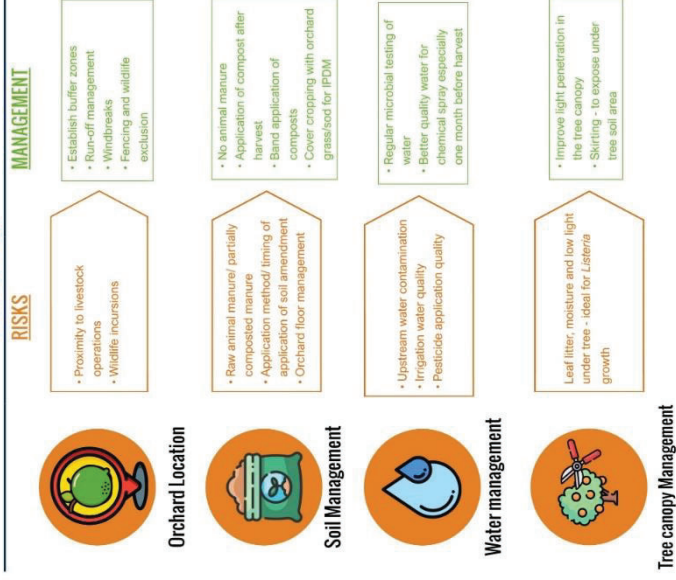 RISKS
MANAGEMENT
Orchard Location
• Proximity to livestock
operations
• Wildlife incursions
• Establish buffer zones
• Run-off management
• Windbreaks
• Fencing and wildlife
exclusion
Soil Management
• Raw animal manure/ partially
composted manure
• Application method/ timing of
application of soil amendment
• Orchard floor management
• No animal manure
• Application of compost after
harvest
• Band application of
composts
• Cover cropping with orchard
grass/sod for IPDM
Water management
• Upstream water contamination
• Irrigation water quality
• Pesticide application quality
• Regular microbial testing of
water
• Better quality water for
chemical spray especially
one month before harvest
Tree canopy Management
Leaf litter, moisture and low light
under tree - ideal for Listeria
growth
• Improve light penetration in
the tree canopy
• Skirting - to expose under
tree soil area